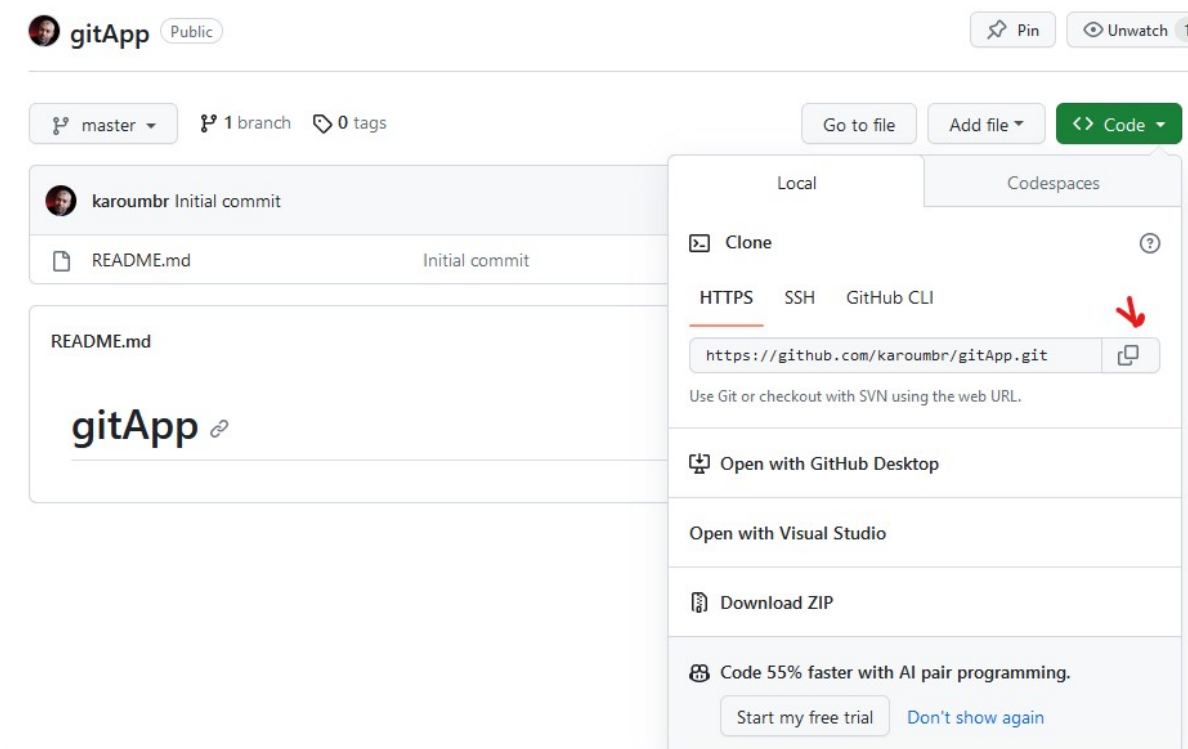 gitApp Public
Pin
Unwatch 1
master
1 branch
0 tags
Go to file
Add file
Code
karoumbr Initial commit
README.md Initial commit
README.md
gitApp
Local
Codespaces
Clone
HTTPS SSH GitHub CLI
https://github.com/karoumbr/gitApp.git
Use Git or checkout with SVN using the web URL.
Open with GitHub Desktop
Open with Visual Studio
Download ZIP
Code 55% faster with AI pair programming.
Start my free trial Don't show again